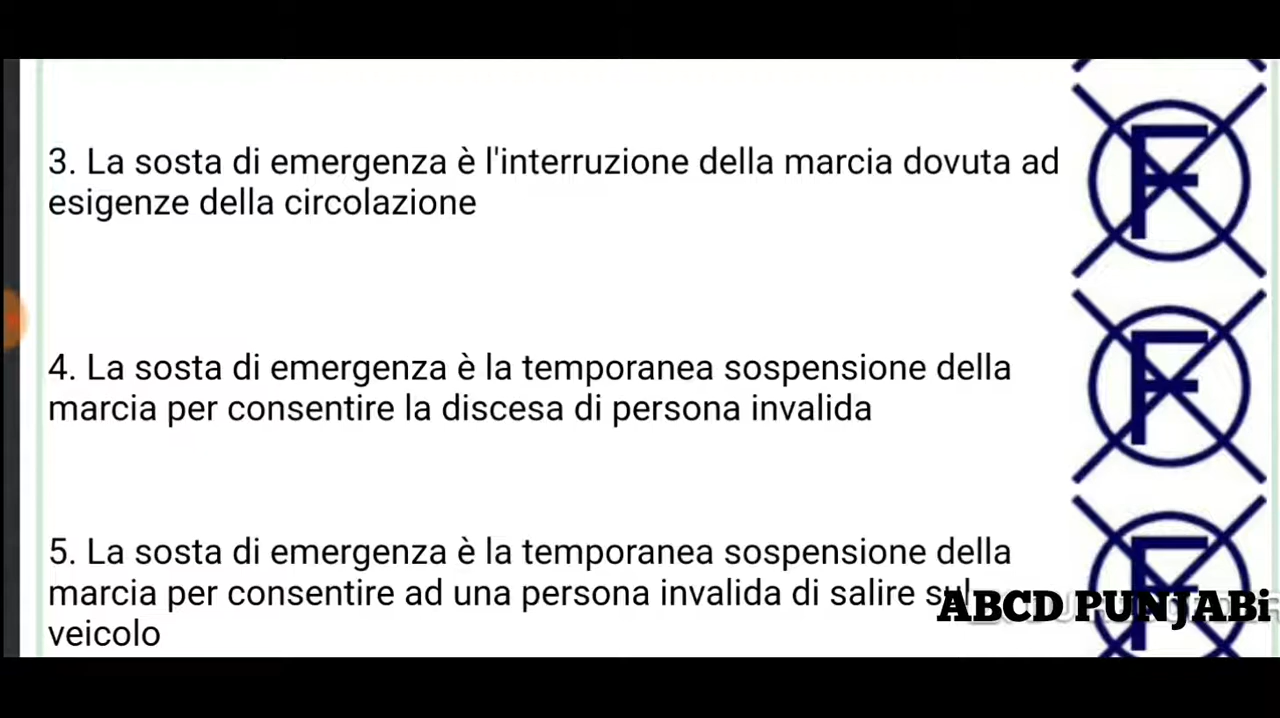 3. La sosta di emergenza è l'interruzione della marcia dovuta ad
esigenze della circolazione
F
4. La sosta di emergenza è la temporanea sospensione della
marcia per consentire la discesa di persona invalida
F
5. La sosta di emergenza è la temporanea sospensione della
marcia per consentire ad una persona invalida di salire sul
veicolo
F
ABCD PUNJABi